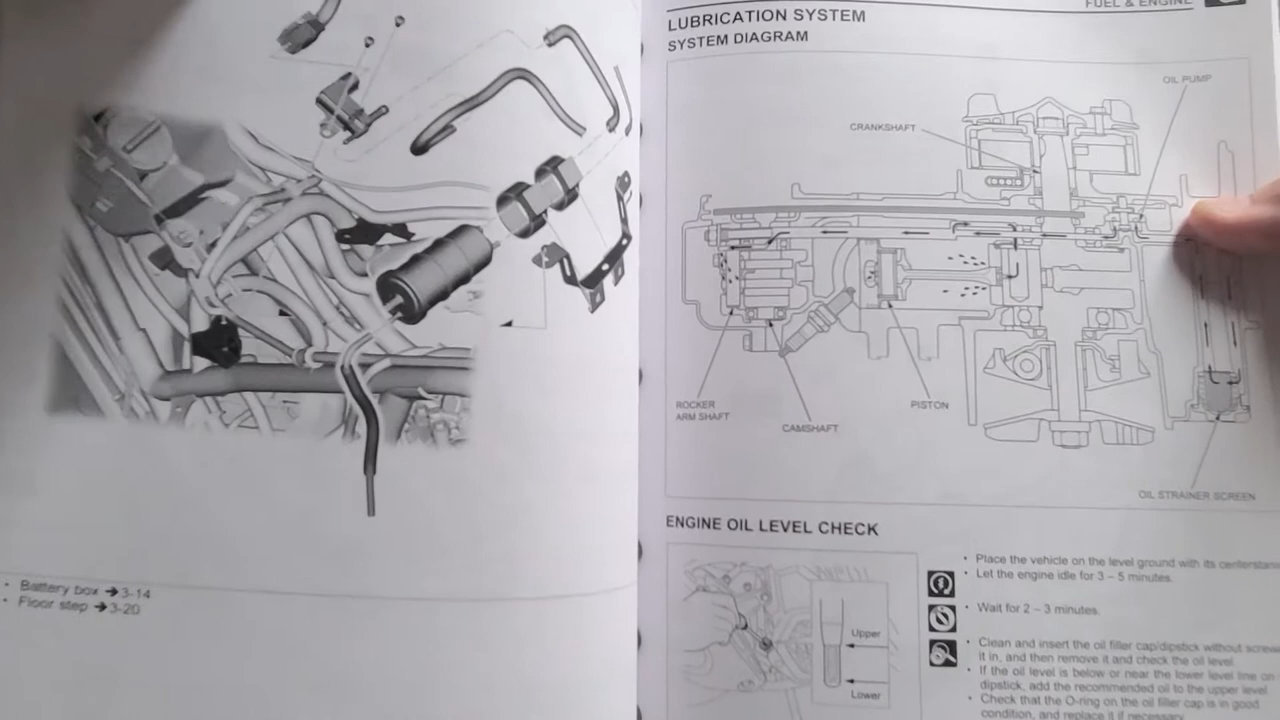 Battery box ➔3-14
Floor step ➔3-20
FUEL & ENGINE
LUBRICATION SYSTEM
SYSTEM DIAGRAM
OIL PUMP
CRANKSHAFT
ROCKER
ARM SHAFT
CAMSHAFT
PISTON
OIL STRAINER SCREEN
ENGINE OIL LEVEL CHECK
Upper
Lower
• Place the vehicle on the level ground with its
• Let the engine idle for 3 – 5 minutes.
• Wait for 2 – 3 minutes.
• Clean and insert the oil filler cap/dipstick without
it in, and then remove it and check the oil level.
• If the oil level is below or near the lower level line on
dipstick, add the recommended oil to the upper level.
• Check that the O-ring on the oil filler cap is in good
condition, and replace it if necessary.